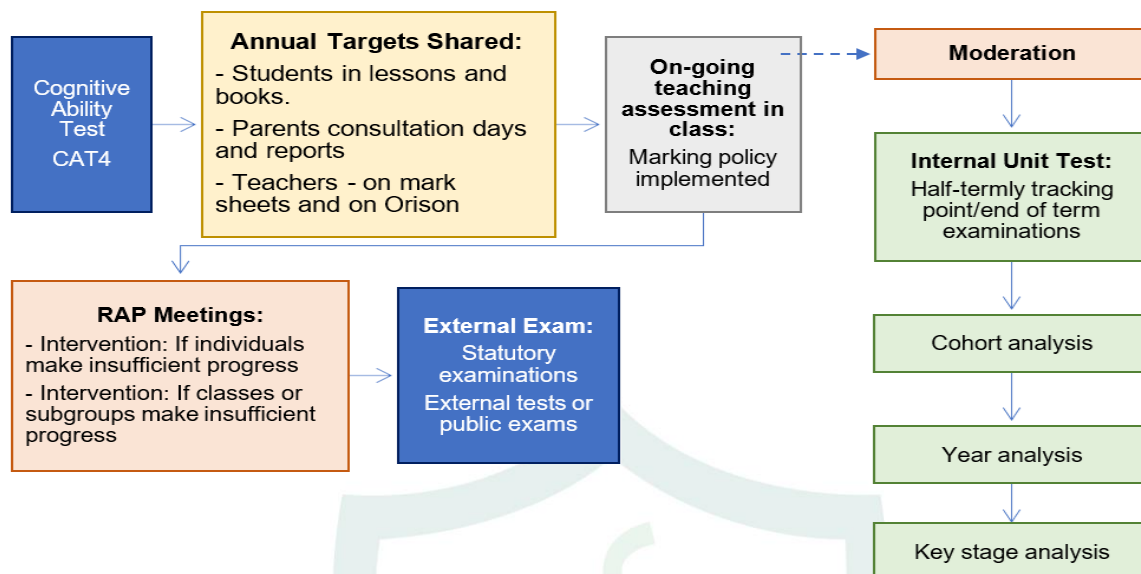 Cognitive
Ability
Test
CAT4
Annual Targets Shared:
- Students in lessons and
books.
- Parents consultation days
and reports
- Teachers - on mark
sheets and on Orison
On-going
teaching
assessment in
class:
Marking policy
implemented
Moderation
Internal Unit Test:
Half-termly tracking
point/end of term
examinations
Cohort analysis
Year analysis
Key stage analysis
RAP Meetings:
- Intervention: If individuals
make insufficient progress
- Intervention: If classes or
subgroups make insufficient
progress
External Exam:
Statutory
examinations
External tests or
public exams